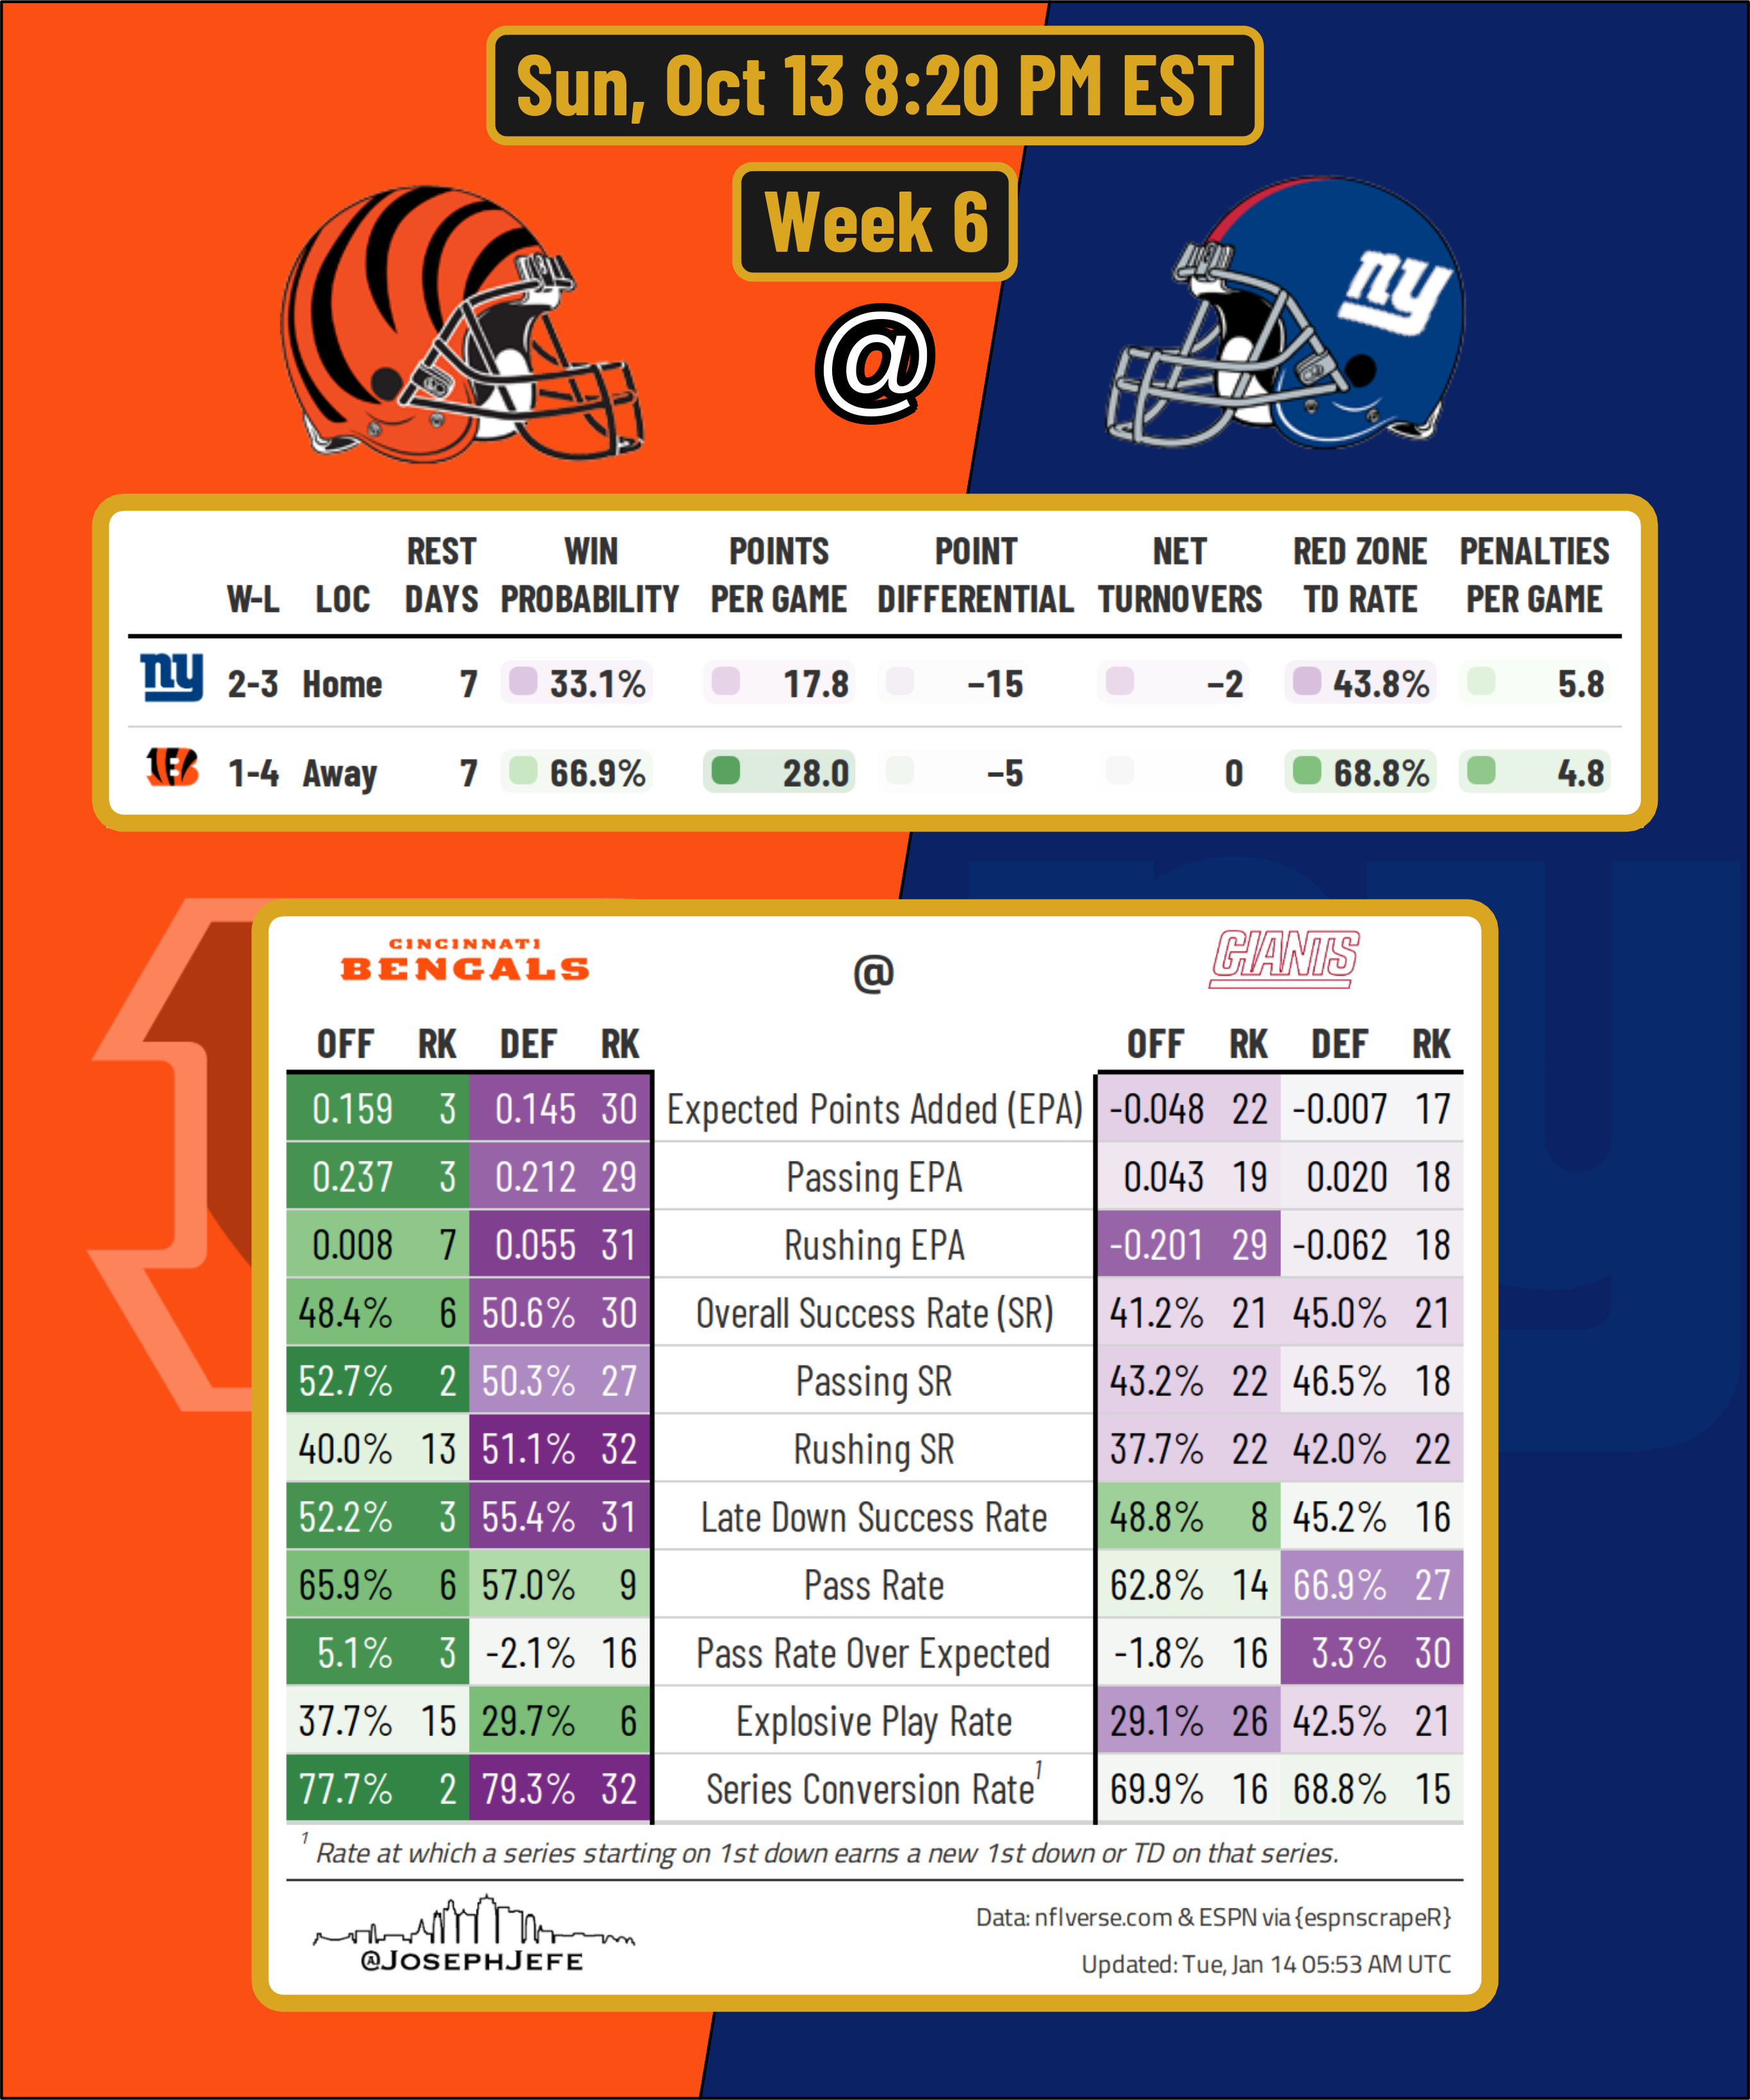 Sun, Oct 13 8:20 PM EST
Week 6
@
ny
W-L LOC REST DAYS WIN PROBABILITY POINTS PER GAME POINT DIFFERENTIAL NET TURNOVERS RED ZONE TD RATE PENALTIES PER GAME
ny 2-3 Home 7 33.1% 17.8 −15 −2 43.8% 5.8
1-4 Away 7 66.9% 28.0 −5 0 68.8% 4.8
CINCINNATI
BENGALS @ GIANTS
OFF RK DEF RK OFF RK DEF RK
0.159 3 0.145 30 Expected Points Added (EPA) -0.048 22 -0.007 17
0.237 3 0.212 29 Passing EPA 0.043 19 0.020 18
0.008 7 0.055 31 Rushing EPA -0.201 29 -0.062 18
48.4% 6 50.6% 30 Overall Success Rate (SR) 41.2% 21 45.0% 21
52.7% 2 50.3% 27 Passing SR 43.2% 22 46.5% 18
40.0% 13 51.1% 32 Rushing SR 37.7% 22 42.0% 22
52.2% 3 55.4% 31 Late Down Success Rate 48.8% 8 45.2% 16
65.9% 6 57.0% 9 Pass Rate 62.8% 14 66.9% 27
5.1% 3 -2.1% 16 Pass Rate Over Expected -1.8% 16 3.3% 30
37.7% 15 29.7% 6 Explosive Play Rate 29.1% 26 42.5% 21
77.7% 2 79.3% 32 Series Conversion Rate1 69.9% 16 68.8% 15
1 Rate at which a series starting on 1st down earns a new 1st down or TD on that series.
@JOSEPHJEFE
Data: nflverse.com & ESPN via {espnscrapeR}
Updated: Tue, Jan 14 05:53 AM UTC